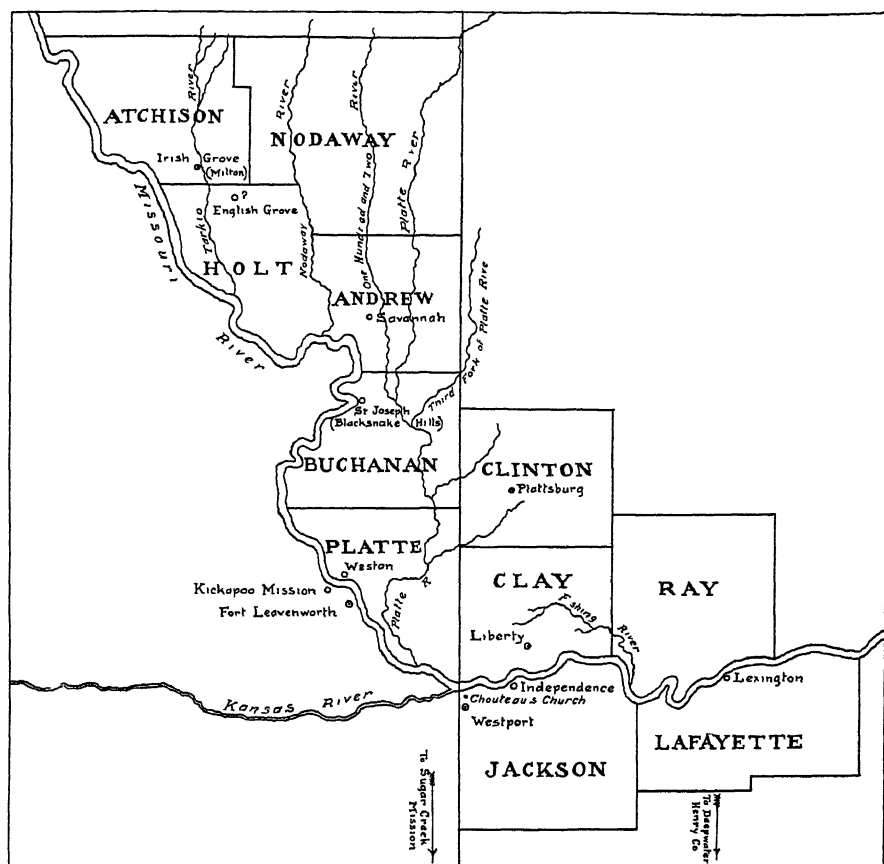 ATCHISON
River
River
River
NODAWAY
Platte River
Irish Grove
(Milton)
?
English Grove
Missouri
River
Tarkio
HOLT
Nodaway
One Hundred and Two
ANDREW
Savannah
Third Fork of Platte Rive
St Joseph
(Blacksnake Hills)
BUCHANAN
CLINTON
Plattsburg
PLATTE
Weston
Kickapoo Mission
Fort Leavenworth
Platte R
CLAY
Fshing
River
Liberty
RAY
Kansas River
Independence
Chouteaus Church
Westport
Lexington
JACKSON
LAFAYETTE
To Sugar Creek
Mission
To Deepwater
Henry Co